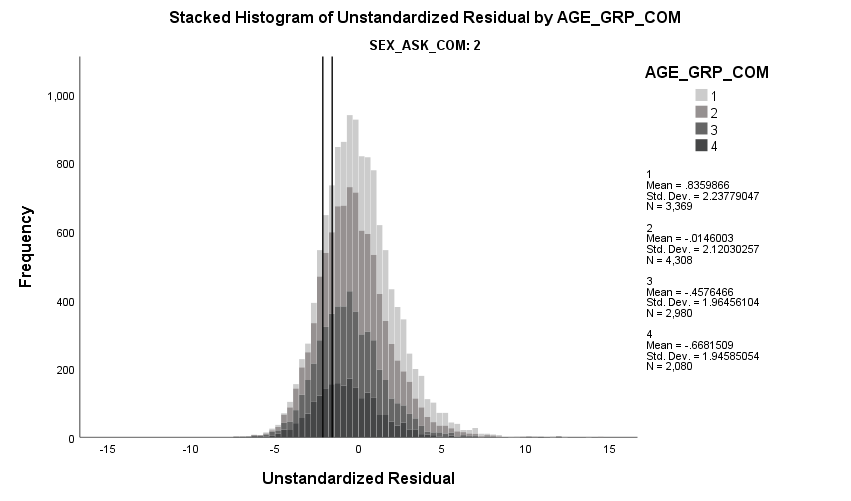 Stacked Histogram of Unstandardized Residual by AGE_GRP_COM
SEX_ASK_COM: 2
AGE_GRP_COM
1
2
3
4
1
Mean = .8359866
Std. Dev. = 2.23779047
N = 3,369
2
Mean = -.0146003
Std. Dev. = 2.12030257
N = 4,308
3
Mean = -.4576466
Std. Dev. = 1.96456104
N = 2,980
4
Mean = -.6681509
Std. Dev. = 1.94585054
N = 2,080
Frequency
1,000
800
600
400
200
0
-15
-10
-5
0
5
10
15
Unstandardized Residual